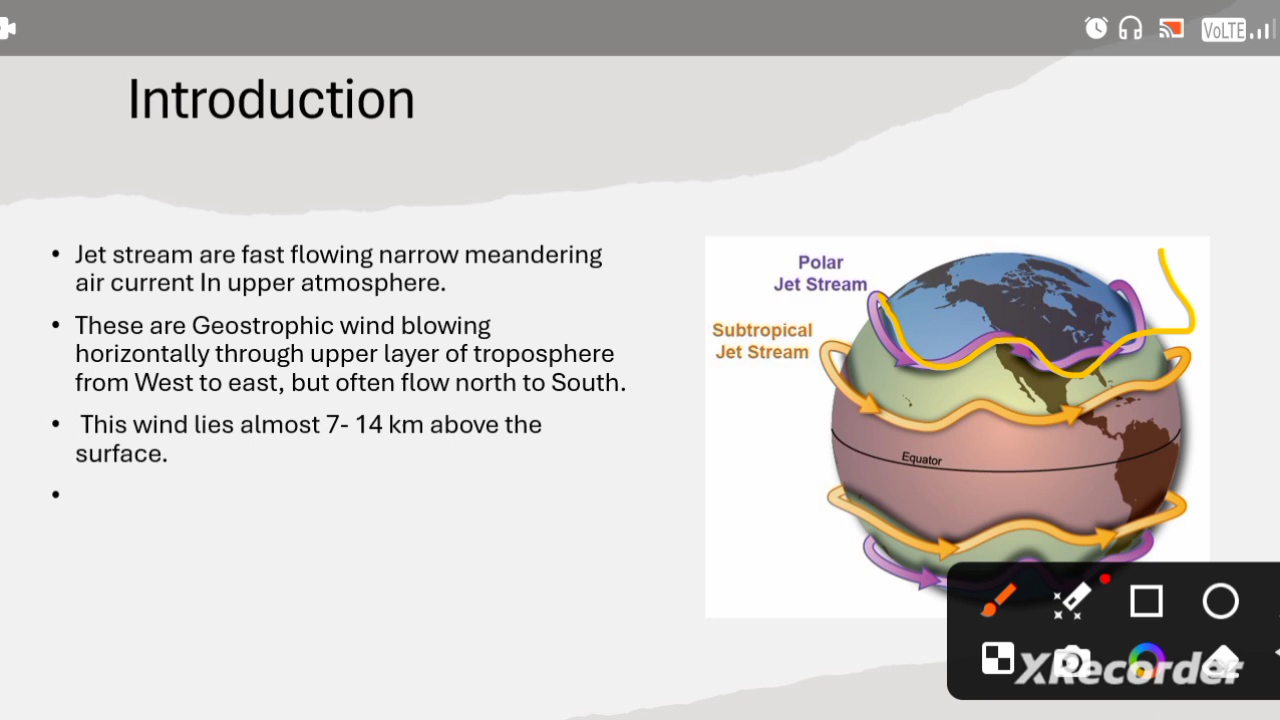 VoLTE
Introduction
• Jet stream are fast flowing narrow meandering
air current In upper atmosphere.
• These are Geostrophic wind blowing
horizontally through upper layer of troposphere
from West to east, but often flow north to South.
• This wind lies almost 7- 14 km above the
surface.
•
Polar
Jet Stream
Subtropical
Jet Stream
Equator
XRecorder